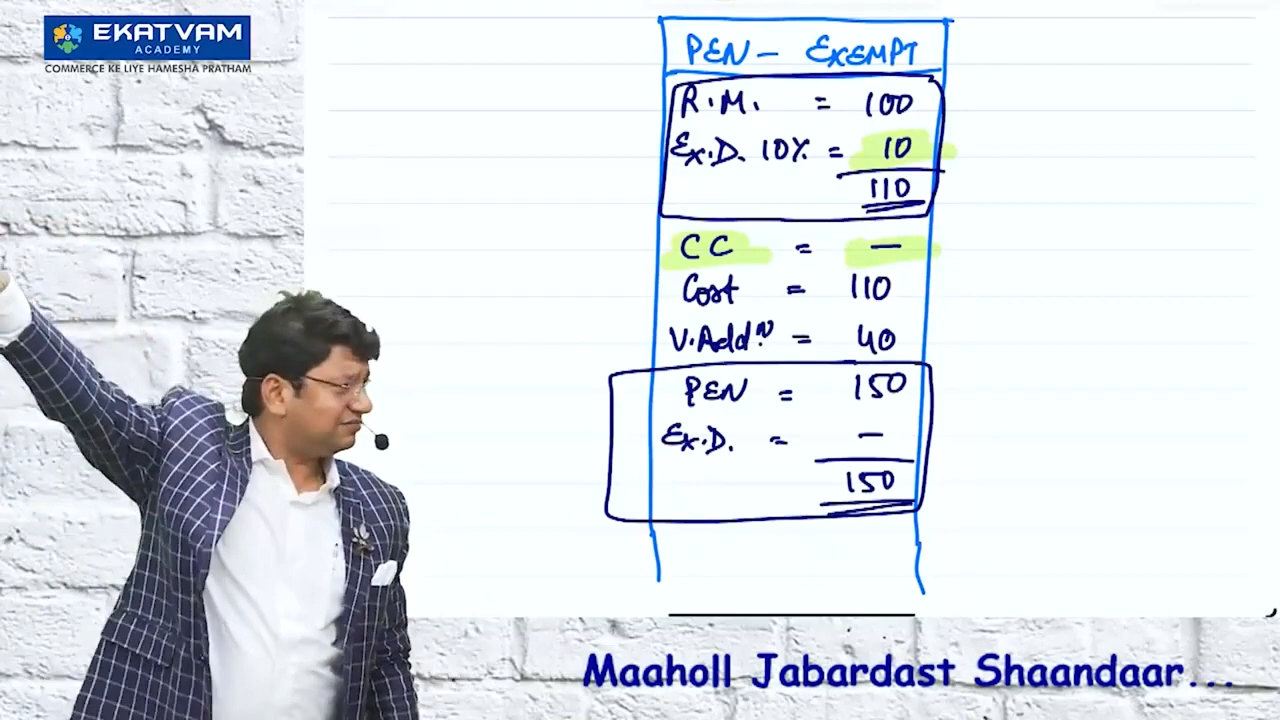 EKATVAM
ACADEMY
COMMERCE KE LIYE HAMESHA PRATHAM
PEN - EXEMPT
R.M. = 100
Ex.D. 10% = 10
110
CC = —
Cost = 110
V.Addn. = 40
PEN = 150
Ex.D. = —
150
Maaholl Jabardast Shaandaar...